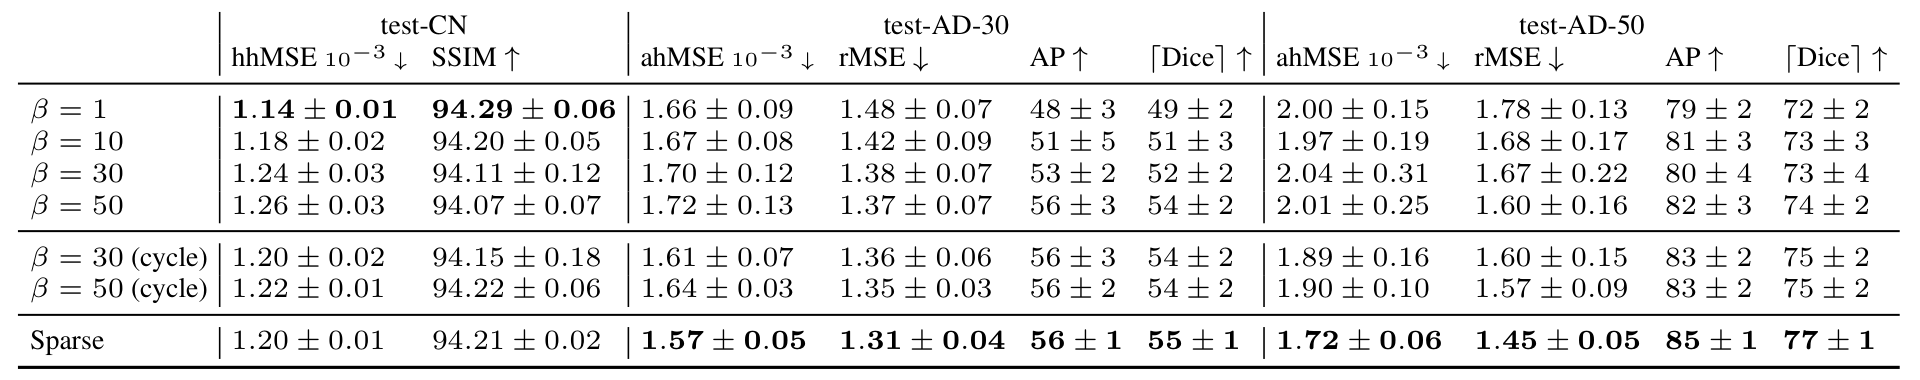 test-CN test-AD-30 test-AD-50
hhMSE 10⁻³ ↓ SSIM ↑ ahMSE 10⁻³ ↓ rMSE ↓ AP ↑ ⌈Dice⌉ ↑ ahMSE 10⁻³ ↓ rMSE ↓ AP ↑ ⌈Dice⌉ ↑
β = 1 1.14 ± 0.01 94.29 ± 0.06 1.66 ± 0.09 1.48 ± 0.07 48 ± 3 49 ± 2 2.00 ± 0.15 1.78 ± 0.13 79 ± 2 72 ± 2
β = 10 1.18 ± 0.02 94.20 ± 0.05 1.67 ± 0.08 1.42 ± 0.09 51 ± 5 51 ± 3 1.97 ± 0.19 1.68 ± 0.17 81 ± 3 73 ± 3
β = 30 1.24 ± 0.03 94.11 ± 0.12 1.70 ± 0.12 1.38 ± 0.07 53 ± 2 52 ± 2 2.04 ± 0.31 1.67 ± 0.22 80 ± 4 73 ± 4
β = 50 1.26 ± 0.03 94.07 ± 0.07 1.72 ± 0.13 1.37 ± 0.07 56 ± 3 54 ± 2 2.01 ± 0.25 1.60 ± 0.16 82 ± 3 74 ± 2
β = 30 (cycle) 1.20 ± 0.02 94.15 ± 0.18 1.61 ± 0.07 1.36 ± 0.06 56 ± 3 54 ± 2 1.89 ± 0.16 1.60 ± 0.15 83 ± 2 75 ± 2
β = 50 (cycle) 1.22 ± 0.01 94.22 ± 0.06 1.64 ± 0.03 1.35 ± 0.03 56 ± 2 54 ± 2 1.90 ± 0.10 1.57 ± 0.09 83 ± 2 75 ± 2
Sparse 1.20 ± 0.01 94.21 ± 0.02 1.57 ± 0.05 1.31 ± 0.04 56 ± 1 55 ± 1 1.72 ± 0.06 1.45 ± 0.05 85 ± 1 77 ± 1